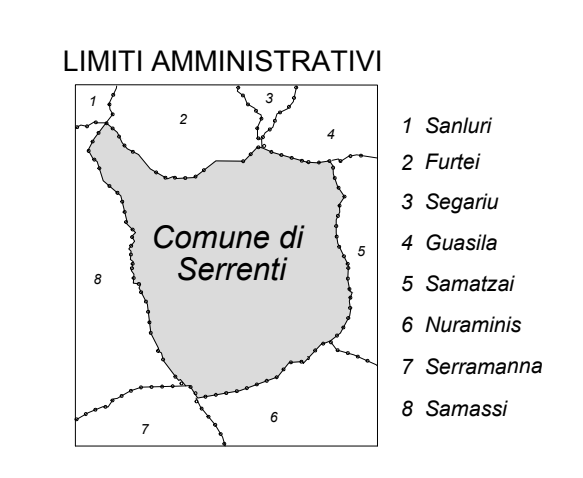 LIMITI AMMINISTRATIVI
1
2
3
4
Comune di
Serrenti
5
8
7
6
1 Sanluri
2 Furtei
3 Segariu
4 Guasila
5 Samatzai
6 Nuraminis
7 Serramanna
8 Samassi